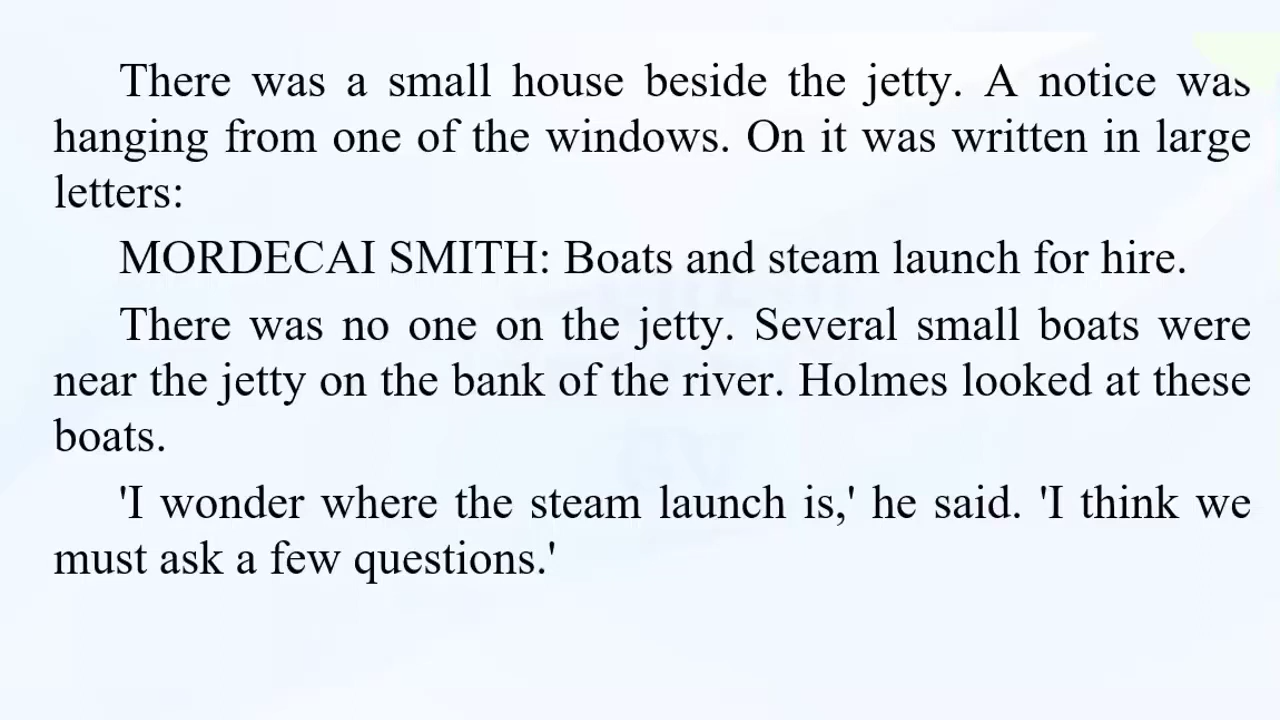 There was a small house beside the jetty. A notice was
hanging from one of the windows. On it was written in large
letters:
MORDECAI SMITH: Boats and steam launch for hire.
There was no one on the jetty. Several small boats were
near the jetty on the bank of the river. Holmes looked at these
boats.
'I wonder where the steam launch is,' he said. 'I think we
must ask a few questions.'